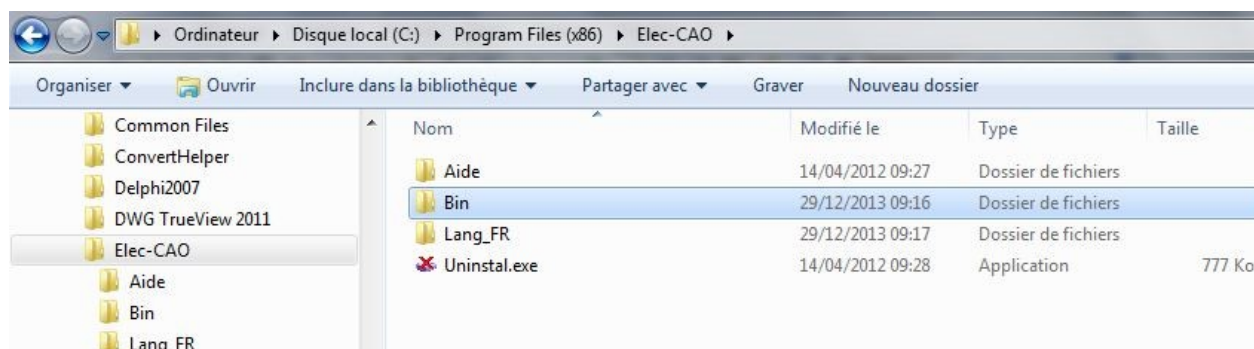 Ordinateur Disque local (C:) Program Files (x86) Elec-CAO
Organiser Ouvrir Inclure dans la bibliothèque Partager avec Graver Nouveau dossier
Common Files
ConvertHelper
Delphi2007
DWG TrueView 2011
Elec-CAO
Aide
Bin
Lang_FR
Nom Modifié le Type Taille
Aide 14/04/2012 09:27 Dossier de fichiers
Bin 29/12/2013 09:16 Dossier de fichiers
Lang_FR 29/12/2013 09:17 Dossier de fichiers
Uninstal.exe 14/04/2012 09:28 Application 777 Ko